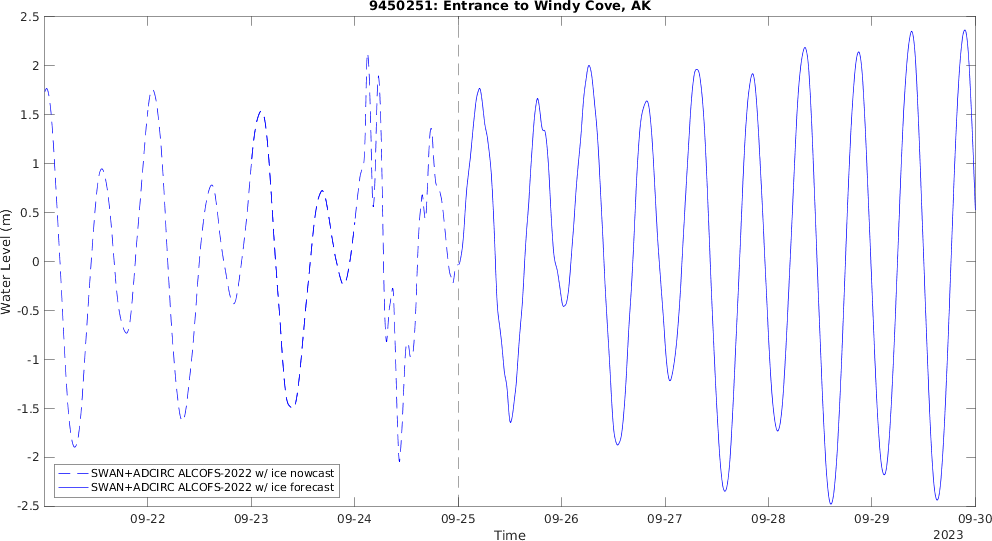 9450251: Entrance to Windy Cove, AK
2.5
2
1.5
1
0.5
0
-0.5
-1
-1.5
-2
-2.5
Water Level (m)
SWAN+ADCIRC ALCOFS-2022 w/ ice nowcast
SWAN+ADCIRC ALCOFS-2022 w/ ice forecast
09-22 09-23 09-24 09-25 09-26 09-27 09-28 09-29 09-30
Time
2023